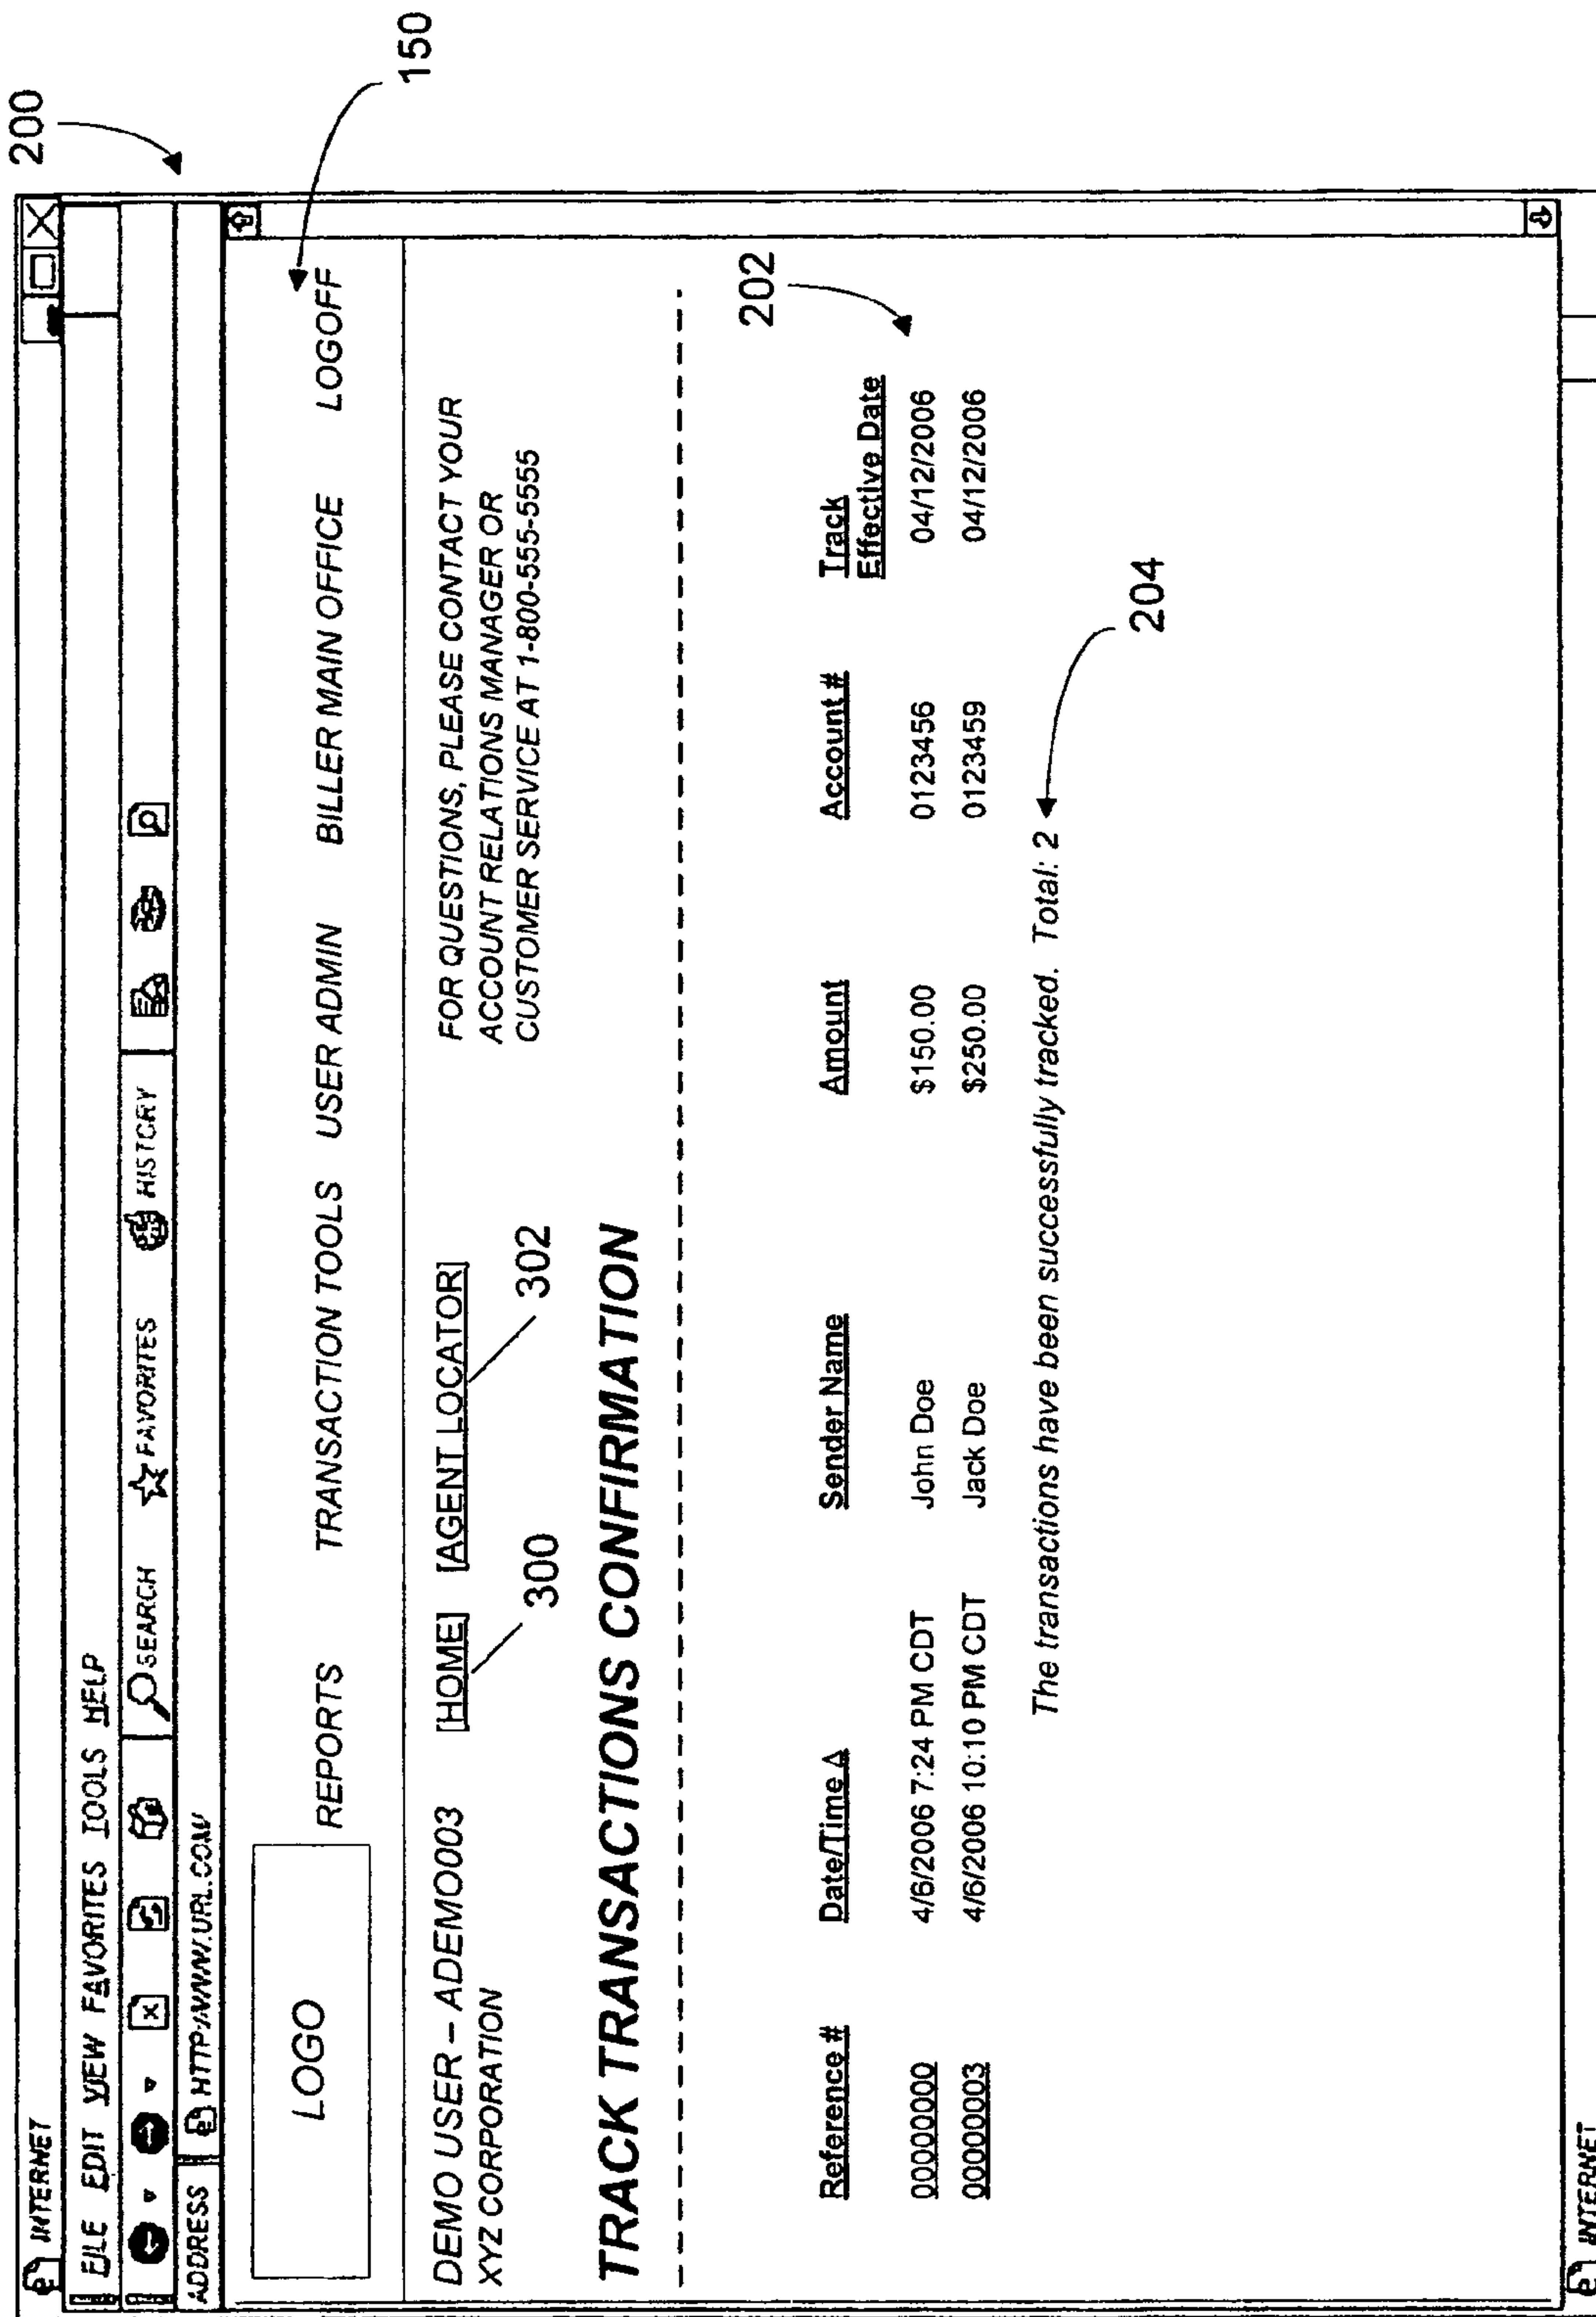 200
INTERNET
FILE EDIT VIEW FAVORITES TOOLS HELP
SEARCH FAVORITES HISTORY
ADDRESS HTTP://WWW.URL.COM
150
LOGO
REPORTS TRANSACTION TOOLS USER ADMIN BILLER MAIN OFFICE LOGOFF
DEMO USER – ADEMO003 [HOME] [AGENT LOCATOR] FOR QUESTIONS, PLEASE CONTACT YOUR
XYZ CORPORATION ACCOUNT RELATIONS MANAGER OR
CUSTOMER SERVICE AT 1-800-555-5555
300 302
TRACK TRANSACTIONS CONFIRMATION
202
Reference # Date/Time Δ Sender Name Amount Account # Track
Effective Date
00000000 4/6/2006 7:24 PM CDT John Doe $150.00 0123456 04/12/2006
00000003 4/6/2006 10:10 PM CDT Jack Doe $250.00 0123459 04/12/2006
The transactions have been successfully tracked. Total: 2
204
INTERNET